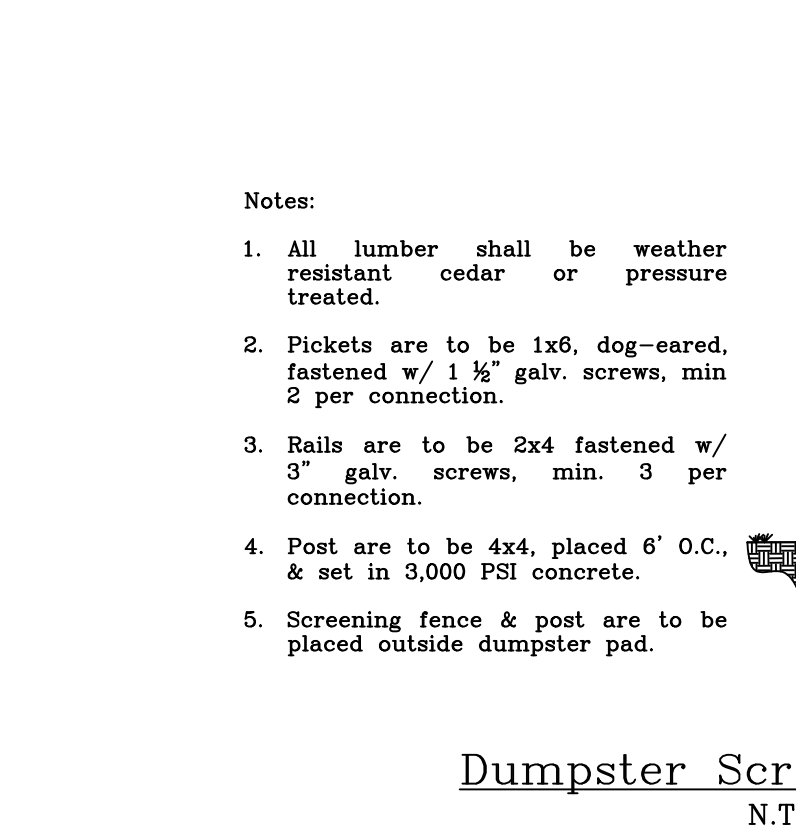 Notes:
1. All lumber shall be weather
resistant cedar or pressure
treated.
2. Pickets are to be 1x6, dog-eared,
fastened w/ 1 ½" galv. screws, min
2 per connection.
3. Rails are to be 2x4 fastened w/
3" galv. screws, min. 3 per
connection.
4. Post are to be 4x4, placed 6' O.C.,
& set in 3,000 PSI concrete.
5. Screening fence & post are to be
placed outside dumpster pad.
Dumpster Scr
N.T